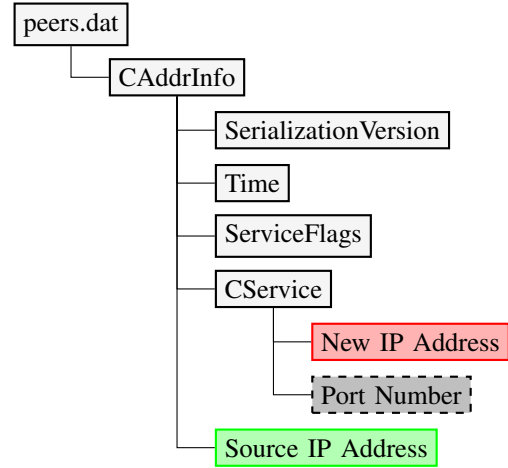 peers.dat
CAddrInfo
SerializationVersion
Time
ServiceFlags
CService
New IP Address
Port Number
Source IP Address